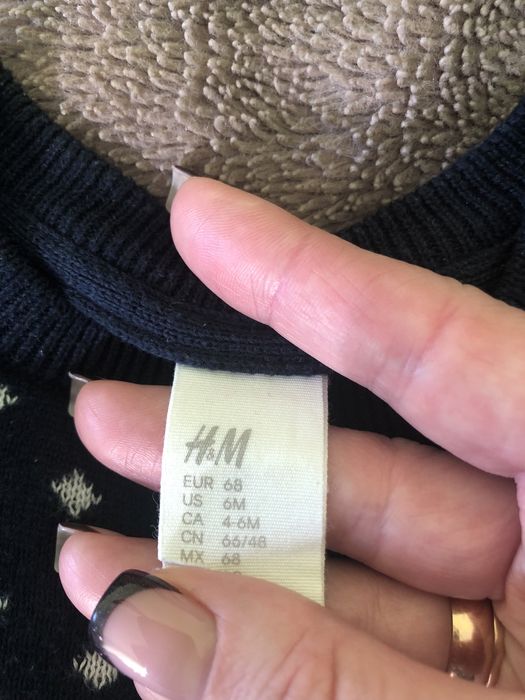 H&M
EUR 68
US 6M
CA 4-6M
CN 66/48
MX 68